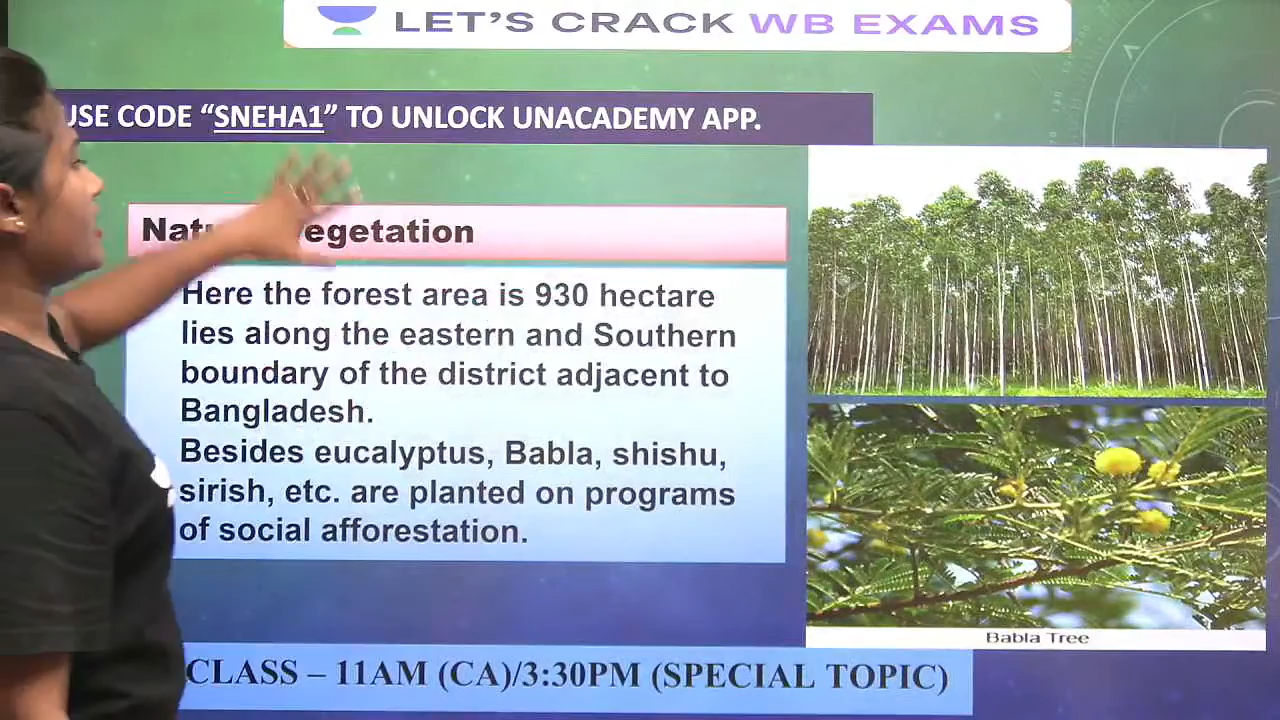 LET'S CRACK WB EXAMS
USE CODE “SNEHA1” TO UNLOCK UNACADEMY APP.
egetation
Here the forest area is 930 hectare
lies along the eastern and Southern
boundary of the district adjacent to
Bangladesh.
Besides eucalyptus, Babla, shishu,
sirish, etc. are planted on programs
of social afforestation.
Babla Tree
CLASS – 11AM (CA)/3:30PM (SPECIAL TOPIC)